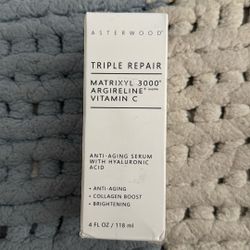 ASTERWOOD®
TRIPLE REPAIR
MATRIXYL 3000®
ARGIRELINE®
VITAMIN C
ANTI-AGING SERUM
WITH HYALURONIC
ACID
• ANTI-AGING
• COLLAGEN BOOST
• BRIGHTENING
4 FL OZ / 118 ml